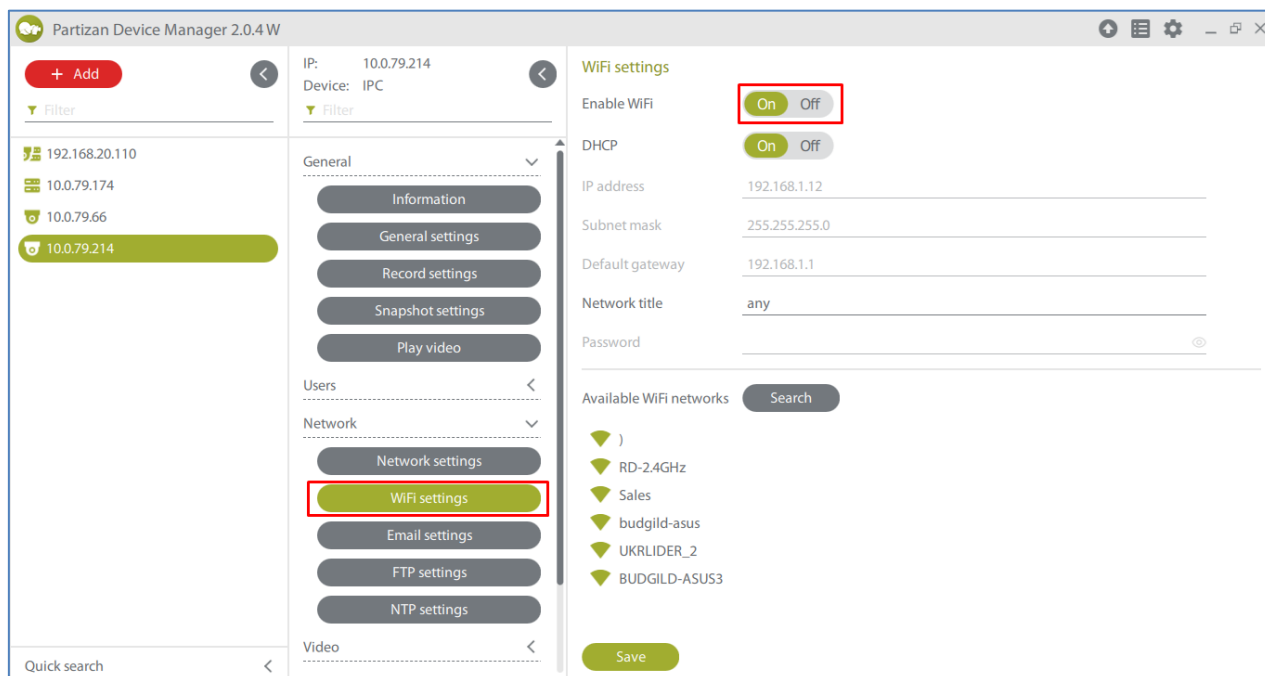 Partizan Device Manager 2.0.4 W
+ Add
Filter
192.168.20.110
10.0.79.174
10.0.79.66
10.0.79.214
Quick search
IP: 10.0.79.214
Device: IPC
Filter
General
Information
General settings
Record settings
Snapshot settings
Play video
Users
Network
Network settings
WiFi settings
Email settings
FTP settings
NTP settings
Video
WiFi settings
Enable WiFi On Off
DHCP On Off
IP address 192.168.1.12
Subnet mask 255.255.255.0
Default gateway 192.168.1.1
Network title any
Password
Available WiFi networks Search
)
RD-2.4GHz
Sales
budgild-asus
UKRLIDER_2
BUDGILD-ASUS3
Save